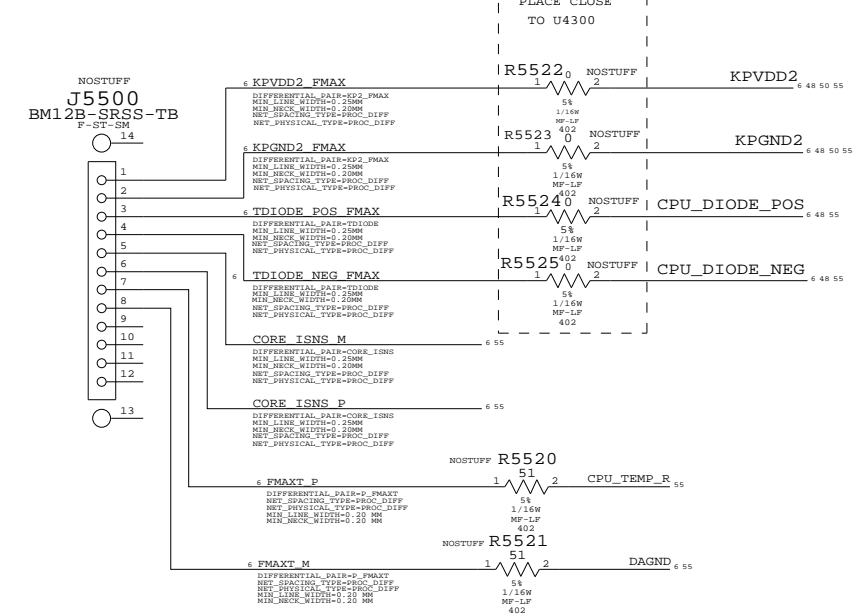 PLACE CLOSE
TO U4300
NOSTUFF
J5500
BM12B-SRSS-TB
F-ST-SM
14
1
2
3
4
5
6
7
8
9
10
11
12
13
6 KPVDD2_FMAX
DIFFERENTIAL_PAIR=KP2_FMAX
MIN_LINE_WIDTH=0.25MM
MIN_NECK_WIDTH=0.20MM
NET_SPACING_TYPE=PROC_DIFF
NET_PHYSICAL_TYPE=PROC_DIFF
R5522
0 NOSTUFF
1 2
5%
1/16W
MF-LF
402
KPVDD2
6 48 50 55
6 KPGND2_FMAX
DIFFERENTIAL_PAIR=KP2_FMAX
MIN_LINE_WIDTH=0.25MM
MIN_NECK_WIDTH=0.20MM
NET_SPACING_TYPE=PROC_DIFF
NET_PHYSICAL_TYPE=PROC_DIFF
R5523
0 NOSTUFF
1 2
5%
1/16W
MF-LF
402
KPGND2
6 48 50 55
6 TDIODE_POS_FMAX
DIFFERENTIAL_PAIR=TDIODE
MIN_LINE_WIDTH=0.25MM
MIN_NECK_WIDTH=0.20MM
NET_SPACING_TYPE=PROC_DIFF
NET_PHYSICAL_TYPE=PROC_DIFF
R5524
0 NOSTUFF
1 2
5%
1/16W
MF-LF
402
CPU_DIODE_POS
6 48 55
6 TDIODE_NEG_FMAX
DIFFERENTIAL_PAIR=TDIODE
MIN_LINE_WIDTH=0.25MM
MIN_NECK_WIDTH=0.20MM
NET_SPACING_TYPE=PROC_DIFF
NET_PHYSICAL_TYPE=PROC_DIFF
R5525
0 NOSTUFF
1 2
5%
1/16W
MF-LF
402
CPU_DIODE_NEG
6 48 55
CORE_ISNS_M
6 55
DIFFERENTIAL_PAIR=CORE_ISNS
MIN_LINE_WIDTH=0.25MM
MIN_NECK_WIDTH=0.20MM
NET_SPACING_TYPE=PROC_DIFF
NET_PHYSICAL_TYPE=PROC_DIFF
CORE_ISNS_P
6 55
DIFFERENTIAL_PAIR=CORE_ISNS
MIN_LINE_WIDTH=0.25MM
MIN_NECK_WIDTH=0.20MM
NET_SPACING_TYPE=PROC_DIFF
NET_PHYSICAL_TYPE=PROC_DIFF
6 FMAXT_P
DIFFERENTIAL_PAIR=P_FMAXT
NET_SPACING_TYPE=PROC_DIFF
NET_PHYSICAL_TYPE=PROC_DIFF
MIN_LINE_WIDTH=0.20 MM
MIN_NECK_WIDTH=0.20 MM
NOSTUFF R5520
51
1 2
5%
1/16W
MF-LF
402
CPU_TEMP_R
55
6 FMAXT_M
DIFFERENTIAL_PAIR=P_FMAXT
NET_SPACING_TYPE=PROC_DIFF
NET_PHYSICAL_TYPE=PROC_DIFF
MIN_LINE_WIDTH=0.20 MM
MIN_NECK_WIDTH=0.20 MM
NOSTUFF R5521
51
1 2
5%
1/16W
MF-LF
402
DAGND
6 55